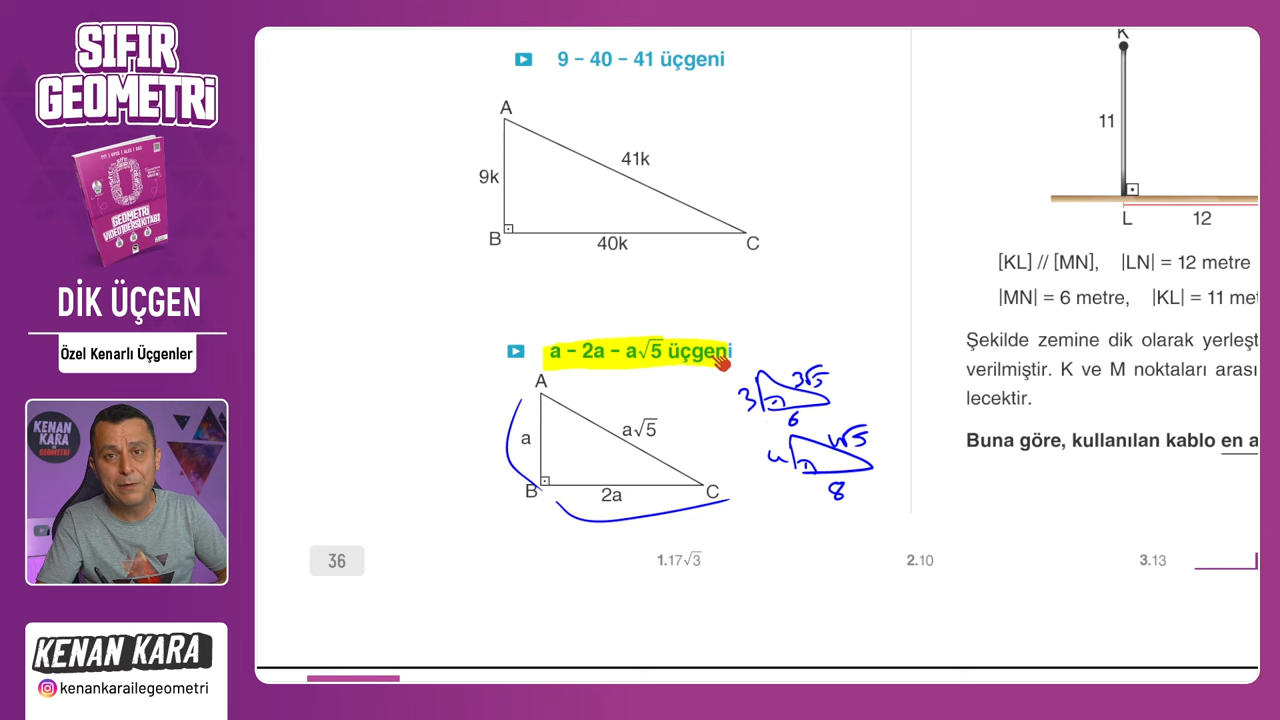 SIFIR
GEOMETRİ
GEOMETRİ
VİDEO DERS KİTABI
DİK ÜÇGEN
Özel Kenarlı Üçgenler
KENAN
KARA
GEOMETRİ
KENAN KARA
kenankarailegeometri
9 – 40 – 41 üçgeni
A
41k
9k
B
40k
C
a – 2a – a√5 üçgeni
A
a
a√5
B
2a
C
3
3√5
6
4
4√5
8
36
1.17√3
2.10
3.13
K
11
L
12
[KL] // [MN], |LN| = 12 metre
|MN| = 6 metre, |KL| = 11 met
Şekilde zemine dik olarak yerleşt
verilmiştir. K ve M noktaları arası
lecektir.
Buna göre, kullanılan kablo en a